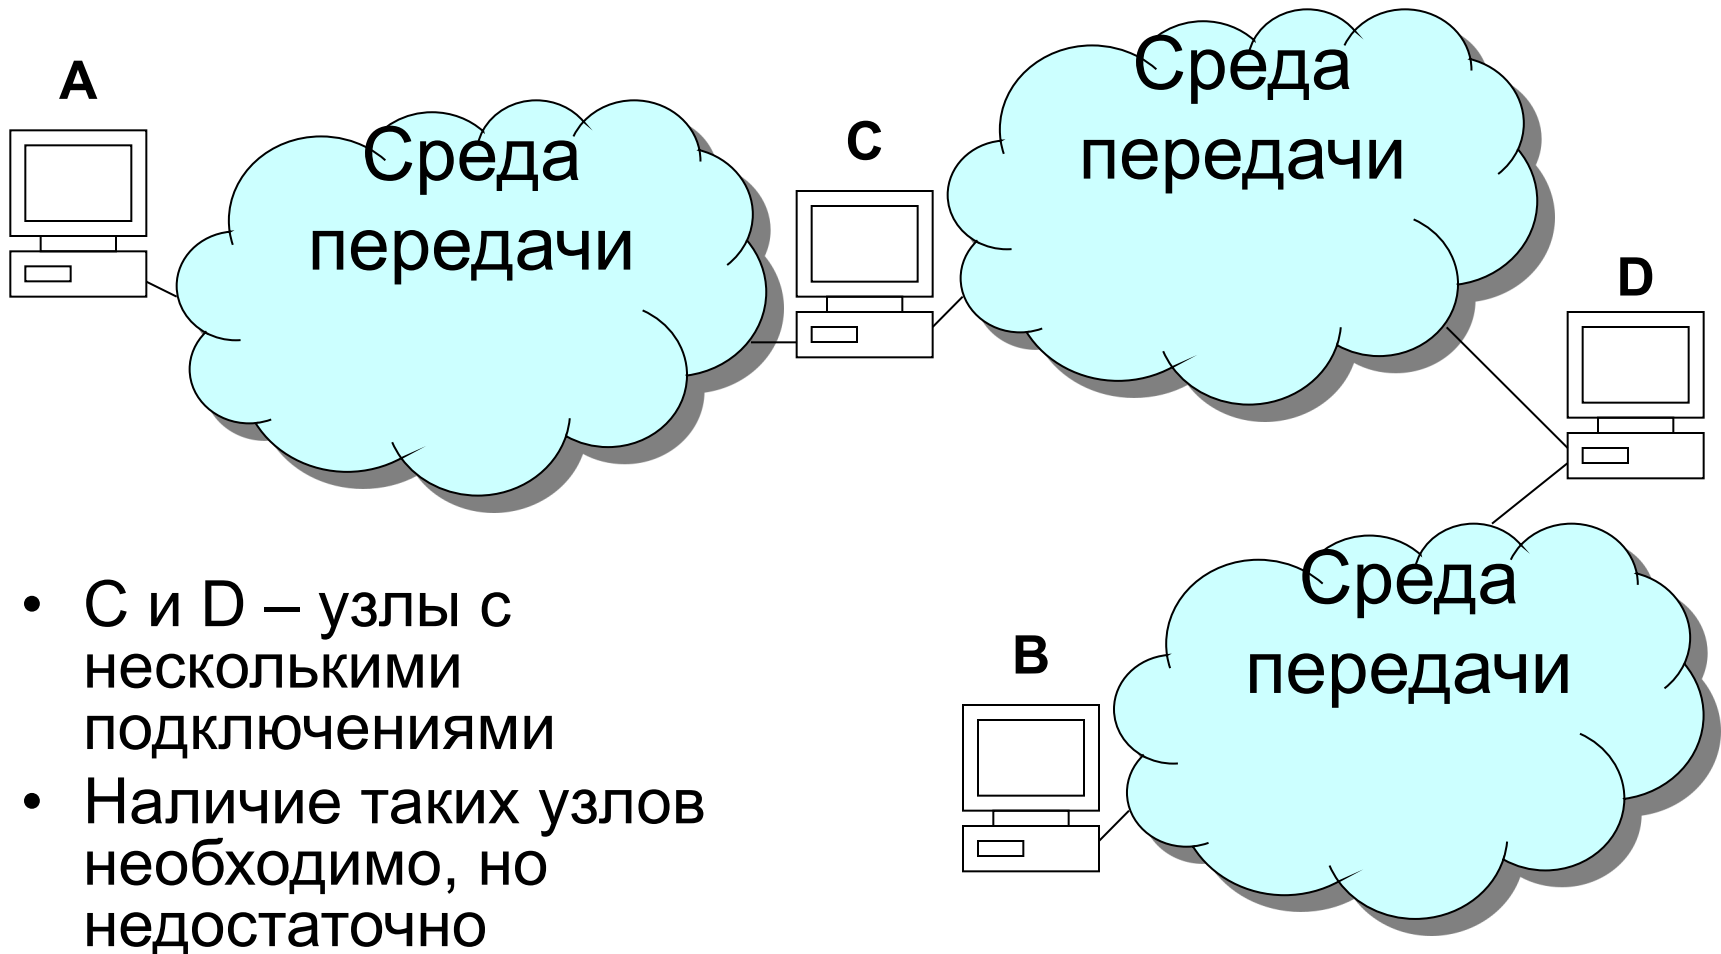 A
Среда
передачи
C
Среда
передачи
D
Среда
передачи
B
• C и D – узлы с
несколькими
подключениями
• Наличие таких узлов
необходимо, но
недостаточно